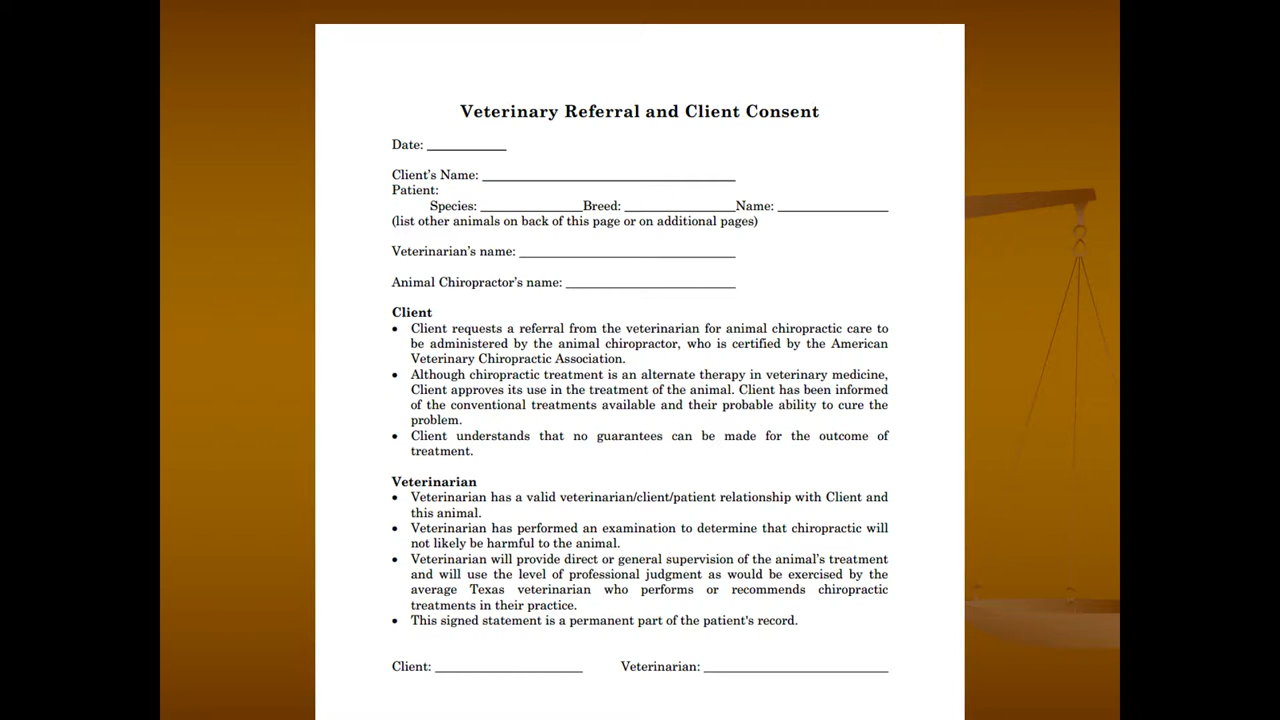 Veterinary Referral and Client Consent
Date: ____________
Client’s Name: ______________________________________
Patient:
Species: _______________Breed: _________________Name: _________________
(list other animals on back of this page or on additional pages)
Veterinarian’s name: _________________________________
Animal Chiropractor’s name: __________________________
Client
• Client requests a referral from the veterinarian for animal chiropractic care to
be administered by the animal chiropractor, who is certified by the American
Veterinary Chiropractic Association.
• Although chiropractic treatment is an alternate therapy in veterinary medicine,
Client approves its use in the treatment of the animal. Client has been informed
of the conventional treatments available and their probable ability to cure the
problem.
• Client understands that no guarantees can be made for the outcome of
treatment.
Veterinarian
• Veterinarian has a valid veterinarian/client/patient relationship with Client and
this animal.
• Veterinarian has performed an examination to determine that chiropractic will
not likely be harmful to the animal.
• Veterinarian will provide direct or general supervision of the animal’s treatment
and will use the level of professional judgment as would be exercised by the
average Texas veterinarian who performs or recommends chiropractic
treatments in their practice.
• This signed statement is a permanent part of the patient's record.
Client: ______________________ Veterinarian: ____________________________